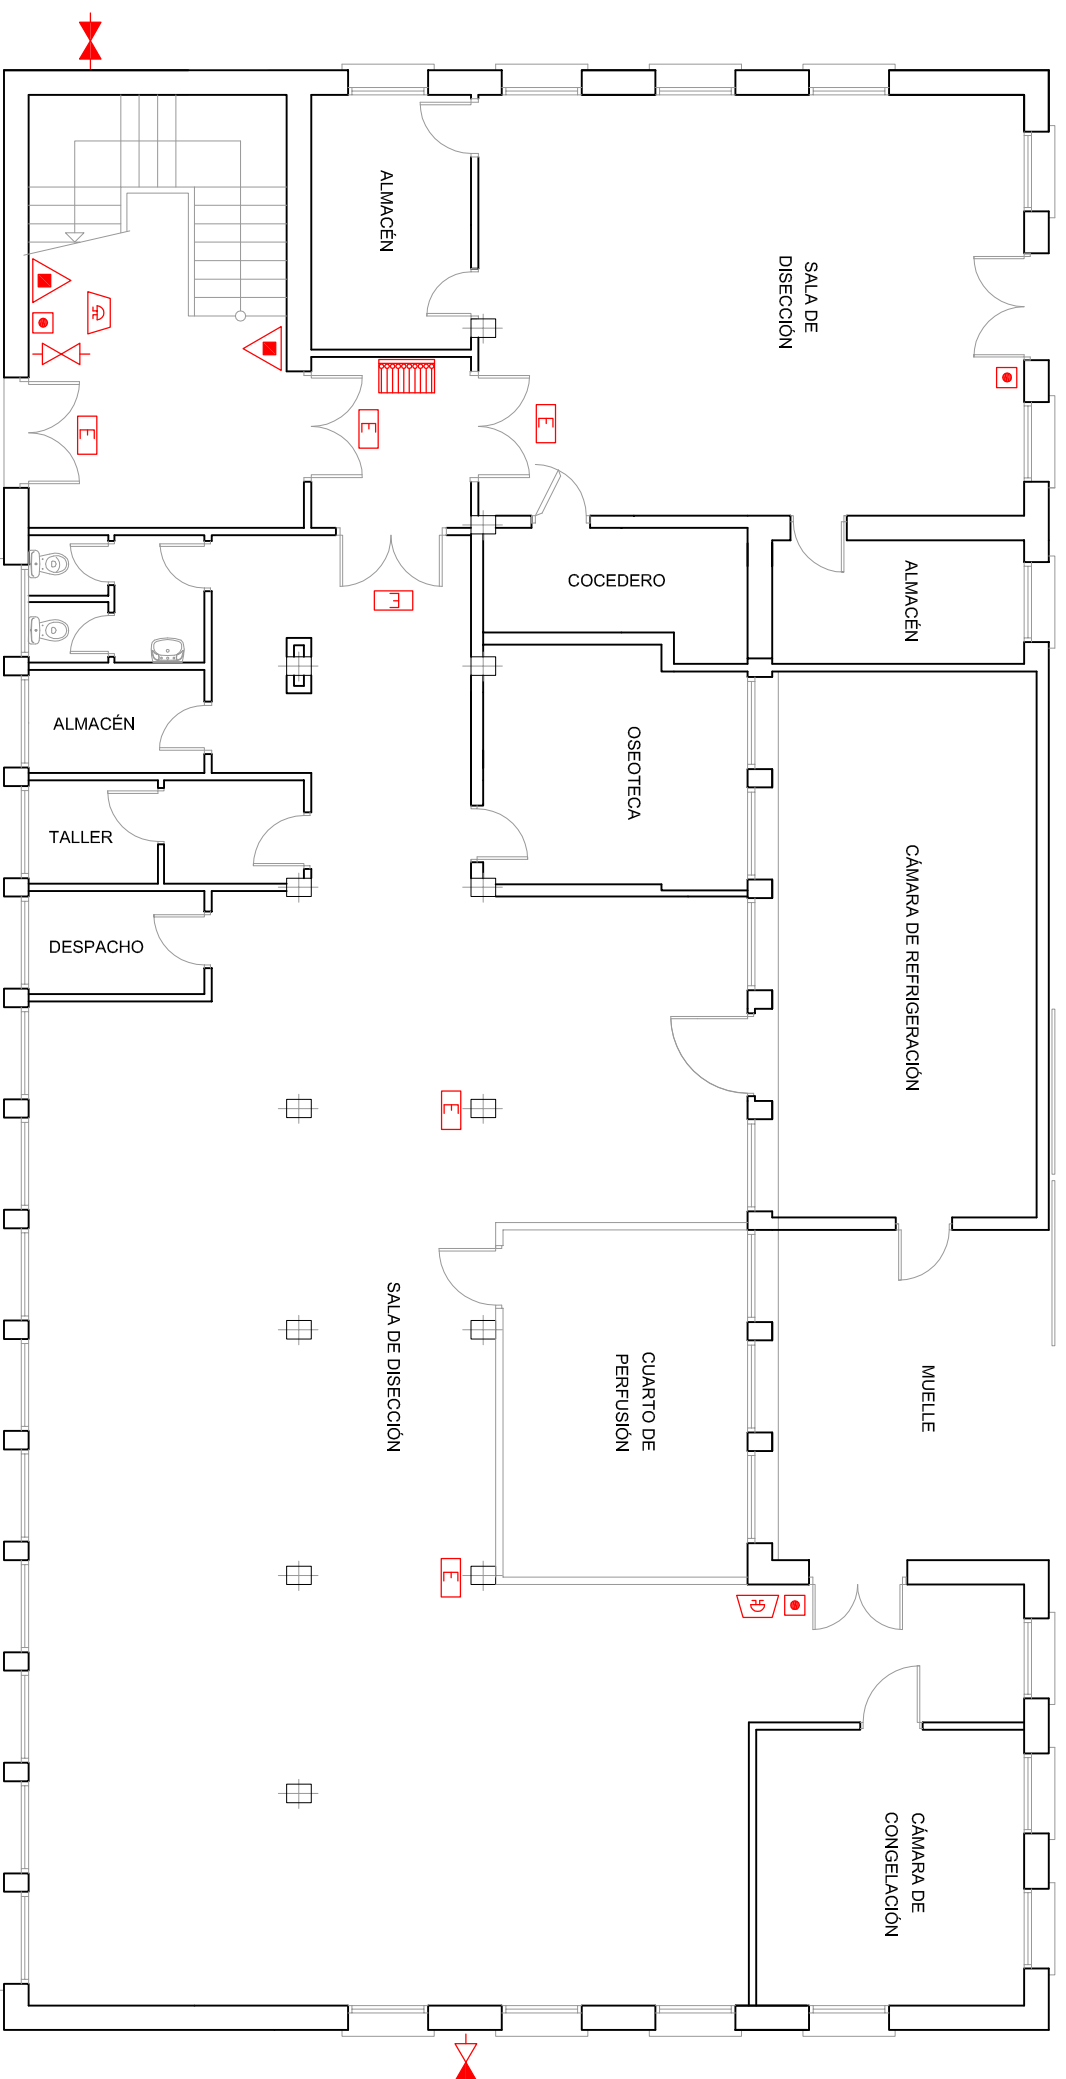 ALMACÉN
SALA DE
DISECCIÓN
E
E
E
E
COCEDERO
ALMACÉN
ALMACÉN
OSEOTECA
TALLER
CÁMARA DE REFRIGERACIÓN
DESPACHO
E
SALA DE DISECCIÓN
CUARTO DE
PERFUSIÓN
MUELLE
E
CÁMARA DE
CONGELACIÓN